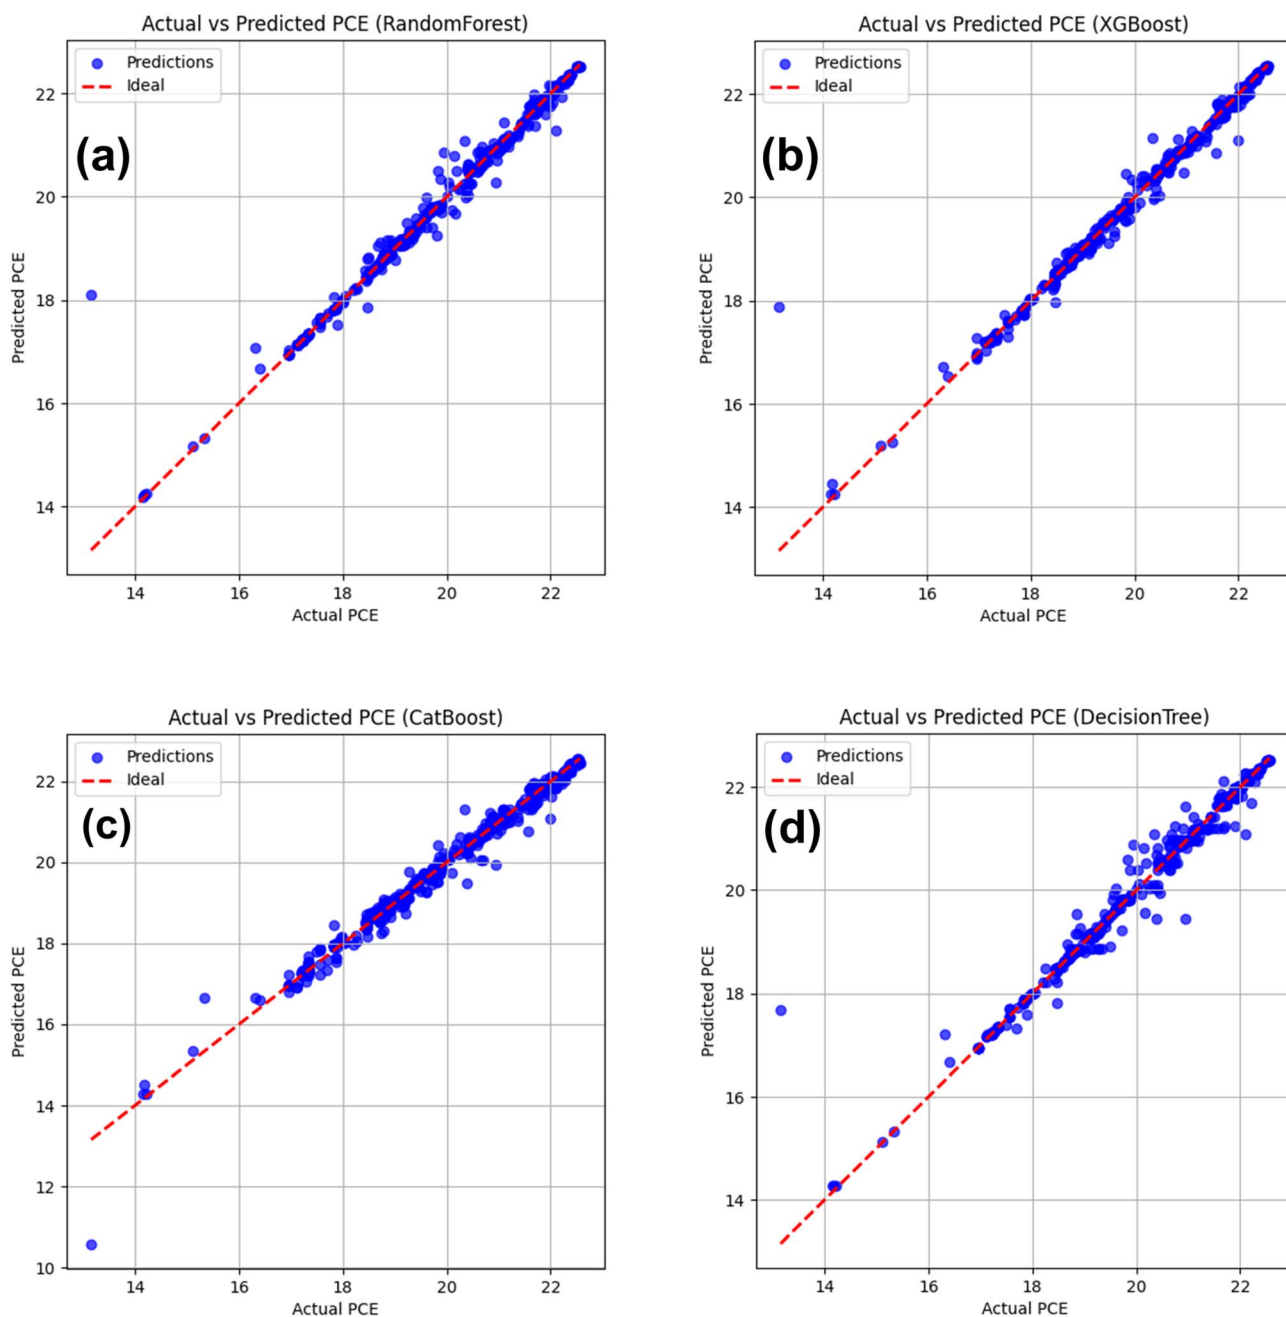 Actual vs Predicted PCE (RandomForest)
Predictions
Ideal
(a)
22
20
18
16
14
Predicted PCE
14 16 18 20 22
Actual PCE
Actual vs Predicted PCE (XGBoost)
Predictions
Ideal
(b)
22
20
18
16
14
Predicted PCE
14 16 18 20 22
Actual PCE
Actual vs Predicted PCE (CatBoost)
Predictions
Ideal
(c)
22
20
18
16
14
12
10
Predicted PCE
14 16 18 20 22
Actual PCE
Actual vs Predicted PCE (DecisionTree)
Predictions
Ideal
(d)
22
20
18
16
14
Predicted PCE
14 16 18 20 22
Actual PCE